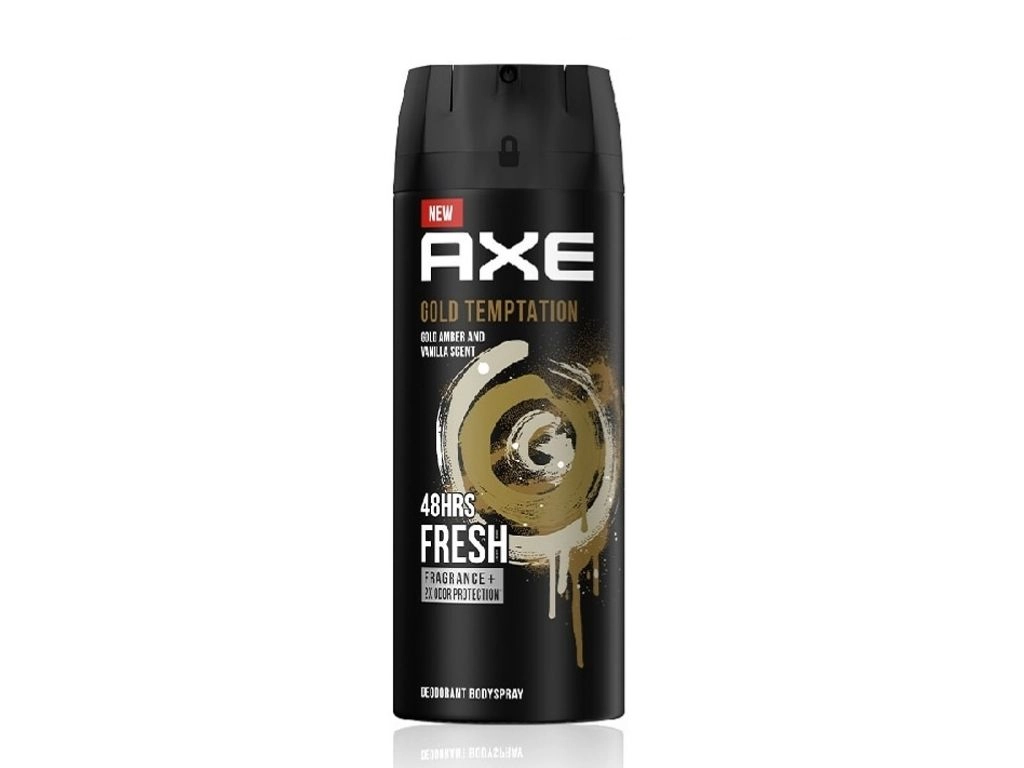 NEW
AXE
GOLD TEMPTATION
GOLD AMBER AND
VANILLA SCENT
48HRS
FRESH
FRAGRANCE +
2X ODOR PROTECTION*
DEODORANT BODYSPRAY